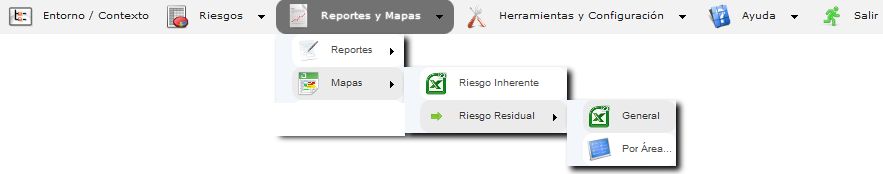 Entorno / Contexto Riesgos Reportes y Mapas Herramientas y Configuración Ayuda Salir
Reportes
Mapas
Riesgo Inherente
Riesgo Residual
General
Por Área...